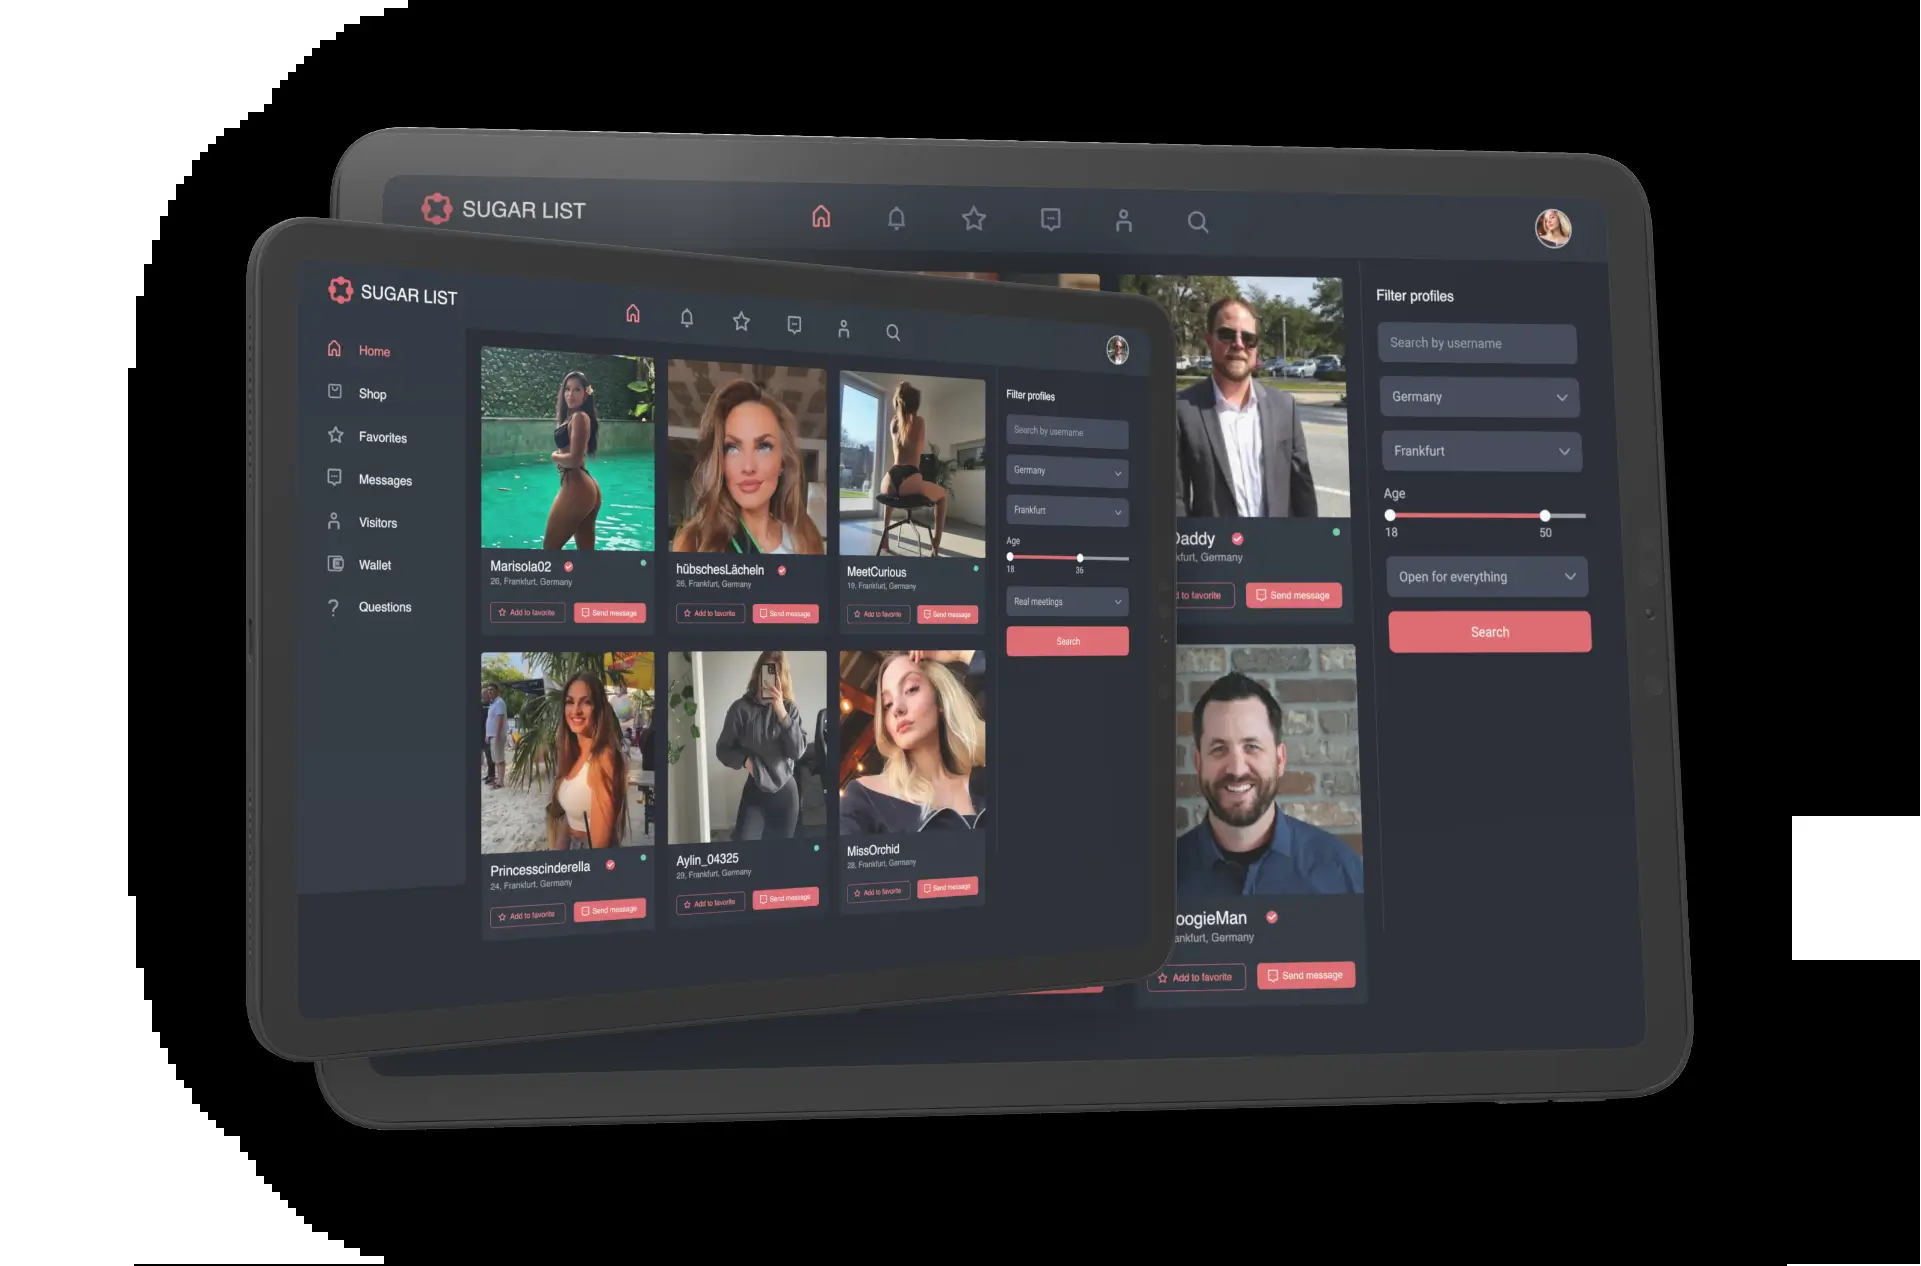 SUGAR LIST
SUGAR LIST
Home
Shop
Favorites
Messages
Visitors
Wallet
Questions
Marisola02
26, Frankfurt, Germany
Add to favorite
Send message
hübschesLächeln
26, Frankfurt, Germany
Add to favorite
Send message
MeetCurious
19, Frankfurt, Germany
Add to favorite
Send message
Princesscinderella
24, Frankfurt, Germany
Add to favorite
Send message
Aylin_04325
29, Frankfurt, Germany
Add to favorite
Send message
MissOrchid
28, Frankfurt, Germany
Add to favorite
Send message
Filter profiles
Search by username
Germany
Frankfurt
Age
18 36
Real meetings
Search
Daddy
kfurt, Germany
d to favorite
Send message
oogieMan
ankfurt, Germany
Add to favorite
Send message
Filter profiles
Search by username
Germany
Frankfurt
Age
18 50
Open for everything
Search